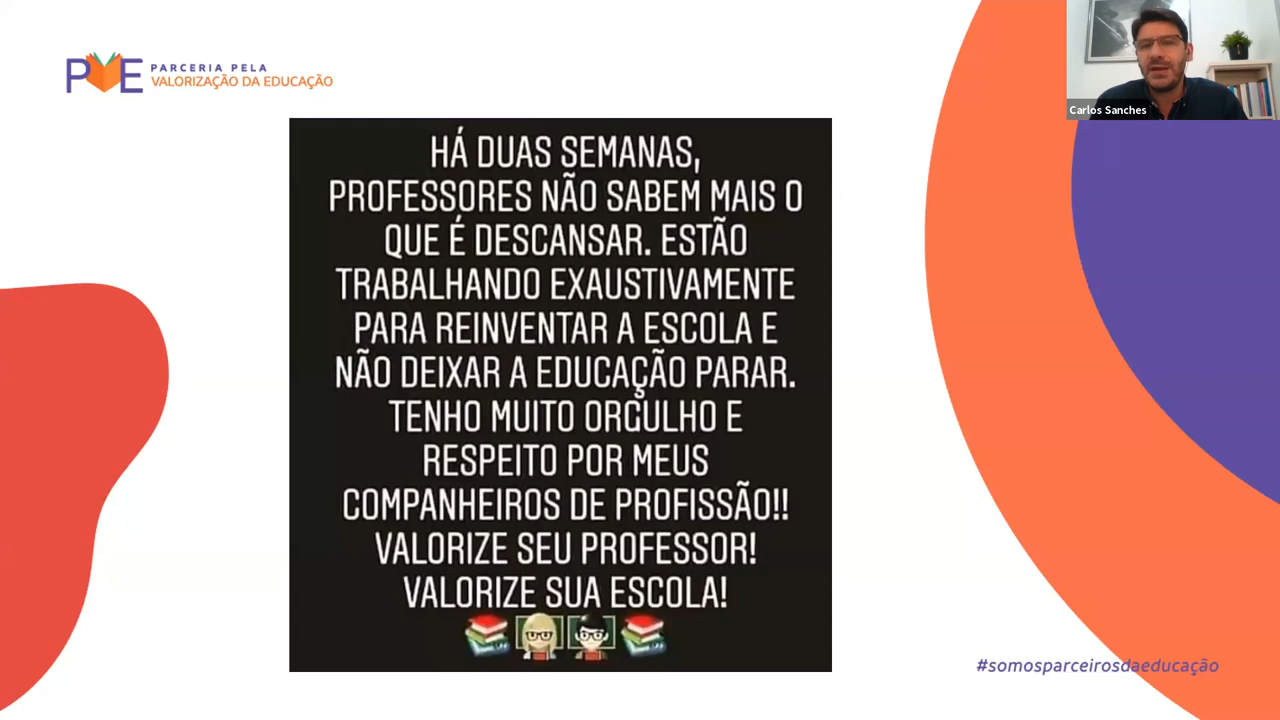 PVE PARCERIA PELA
VALORIZAÇÃO DA EDUCAÇÃO
Carlos Sanches
HÁ DUAS SEMANAS,
PROFESSORES NÃO SABEM MAIS O
QUE É DESCANSAR. ESTÃO
TRABALHANDO EXAUSTIVAMENTE
PARA REINVENTAR A ESCOLA E
NÃO DEIXAR A EDUCAÇÃO PARAR.
TENHO MUITO ORGULHO E
RESPEITO POR MEUS
COMPANHEIROS DE PROFISSÃO!!
VALORIZE SEU PROFESSOR!
VALORIZE SUA ESCOLA!
#somosparceirosdaeducação